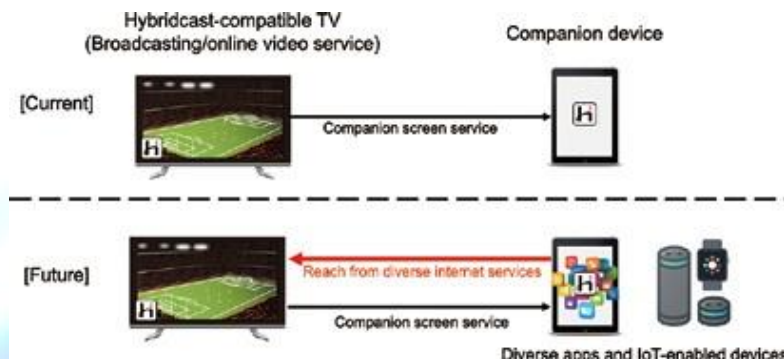 Hybridcast-compatible TV
(Broadcasting/online video service)
Companion device
[Current]
Companion screen service
[Future]
Reach from diverse internet services
Companion screen service
Diverse apps and IoT-enabled devices